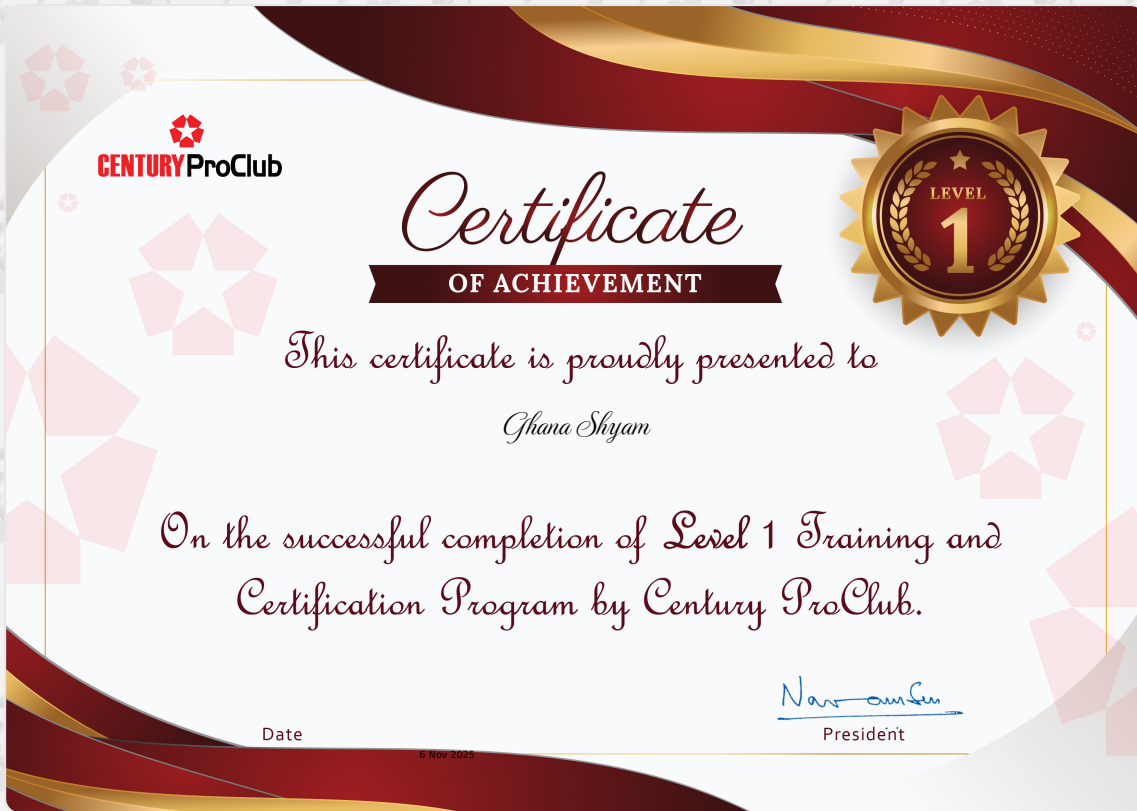 CENTURY ProClub
LEVEL
1
Certificate
OF ACHIEVEMENT
This certificate is proudly presented to
Ghana Shyam
On the successful completion of Level 1 Training and
Certification Program by Century ProClub.
Date
President
6 Nov 2025